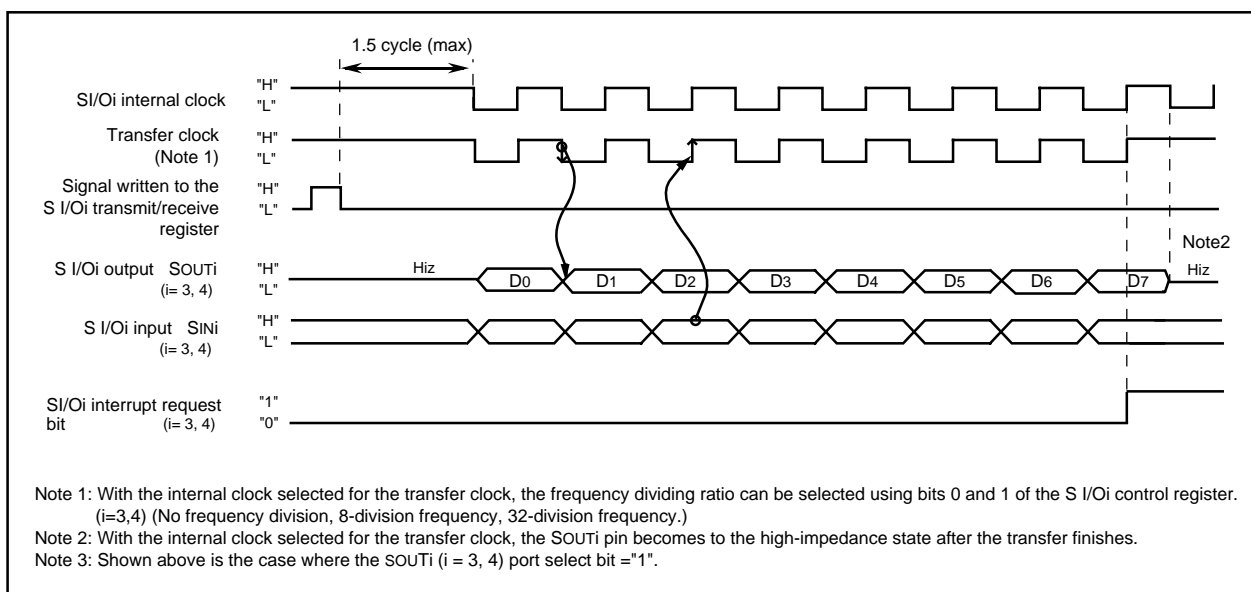 1.5 cycle (max)
SI/Oi internal clock "H" "L"
Transfer clock "H"
(Note 1) "L"
Signal written to the "H"
S I/Oi transmit/receive "L"
register
Note2
S I/Oi output SOUTi "H" "L" Hiz D0 D1 D2 D3 D4 D5 D6 D7 Hiz
(i= 3, 4)
S I/Oi input SINi "H"
(i= 3, 4) "L"
SI/Oi interrupt request "1"
bit (i= 3, 4) "0"
Note 1: With the internal clock selected for the transfer clock, the frequency dividing ratio can be selected using bits 0 and 1 of the S I/Oi control register.
(i=3,4) (No frequency division, 8-division frequency, 32-division frequency.)
Note 2: With the internal clock selected for the transfer clock, the SOUTi pin becomes to the high-impedance state after the transfer finishes.
Note 3: Shown above is the case where the SOUTi (i = 3, 4) port select bit ="1".